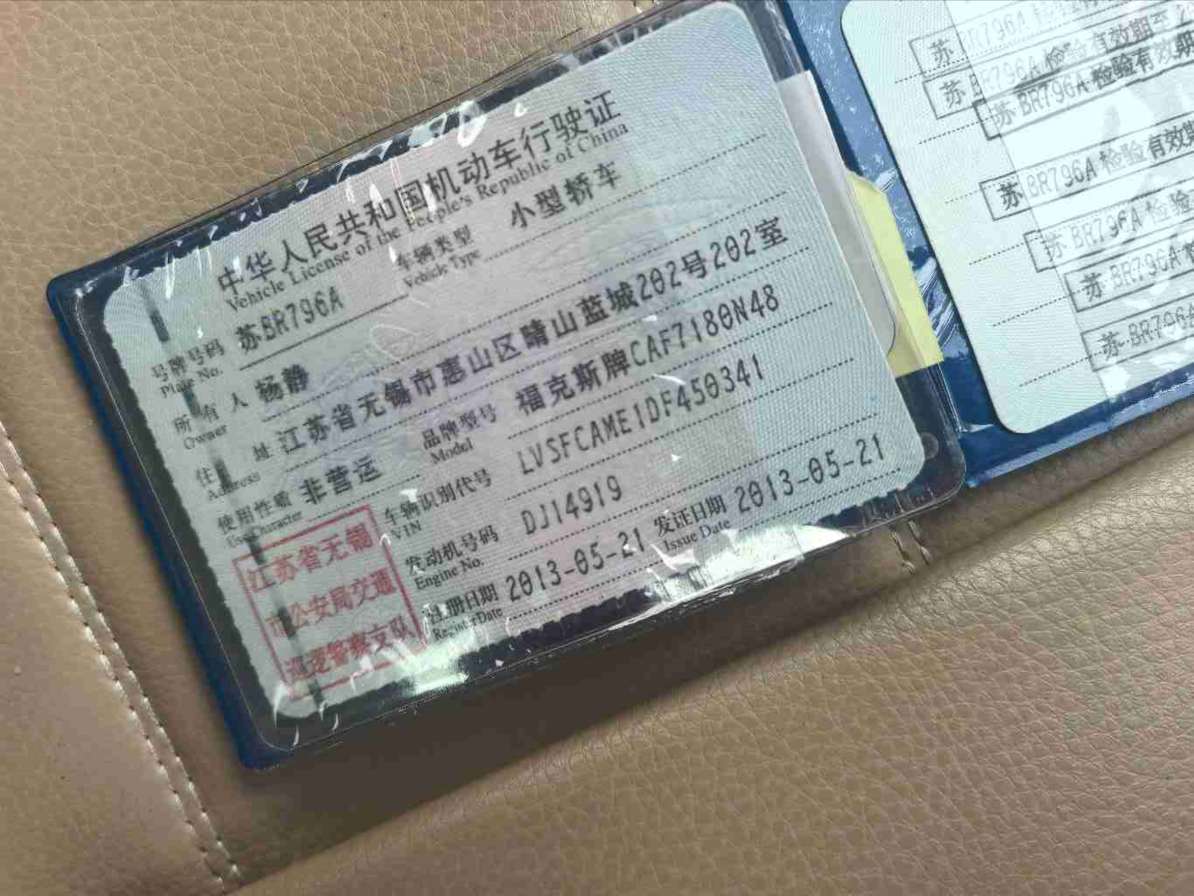 中华人民共和国机动车行驶证
Vehicle License of the People's Republic of China
号牌号码 苏BR796A 车辆类型 小型轿车
Plate No. Vehicle Type
所有人 杨静
Owner
住址 江苏省无锡市惠山区晴山蓝城202号202室
Address
使用性质 非营运 品牌型号 福克斯牌CAF7180N48
Use Character Model
车辆识别代号 LVSFCAME1DF450341
VIN
发动机号码 DJ14919
Engine No.
注册日期 2013-05-21 发证日期 2013-05-21
Register Date Issue Date
江苏省无锡
市公安局交通
巡逻警察支队
苏BR796A
苏BR796A检验有效期至
苏BR796A检验有效期
苏BR796A检验有效期
苏BR796A检验
苏BR796A
苏BR796A